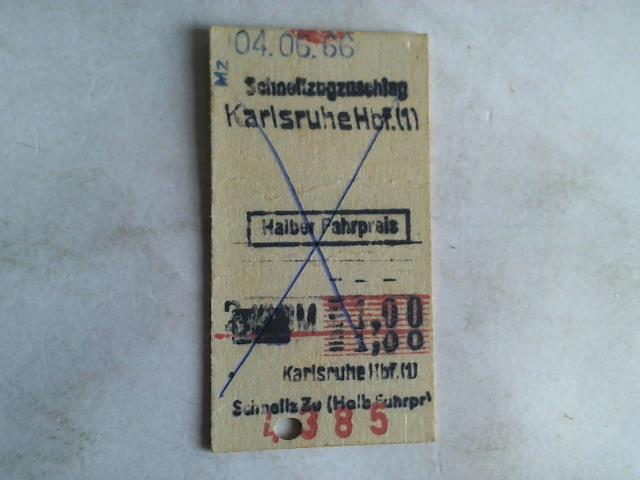 04.06.66
MZ
Schnellzugzuschlag
Karlsruhe Hbf. (1)
Halber Fahrpreis
1,00
1,00
Karlsruhe Hbf. (1)
Schnellz Zu (Halb Fahrpr)
4385